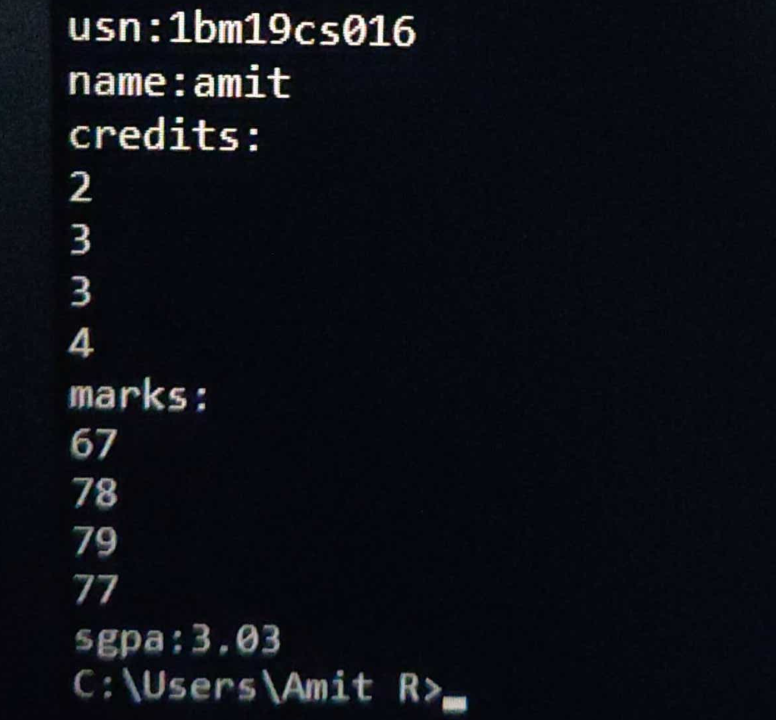 usn:1bm19cs016
name:amit
credits:
2
3
3
4
marks:
67
78
79
77
sgpa:3.03
C:\Users\Amit R>